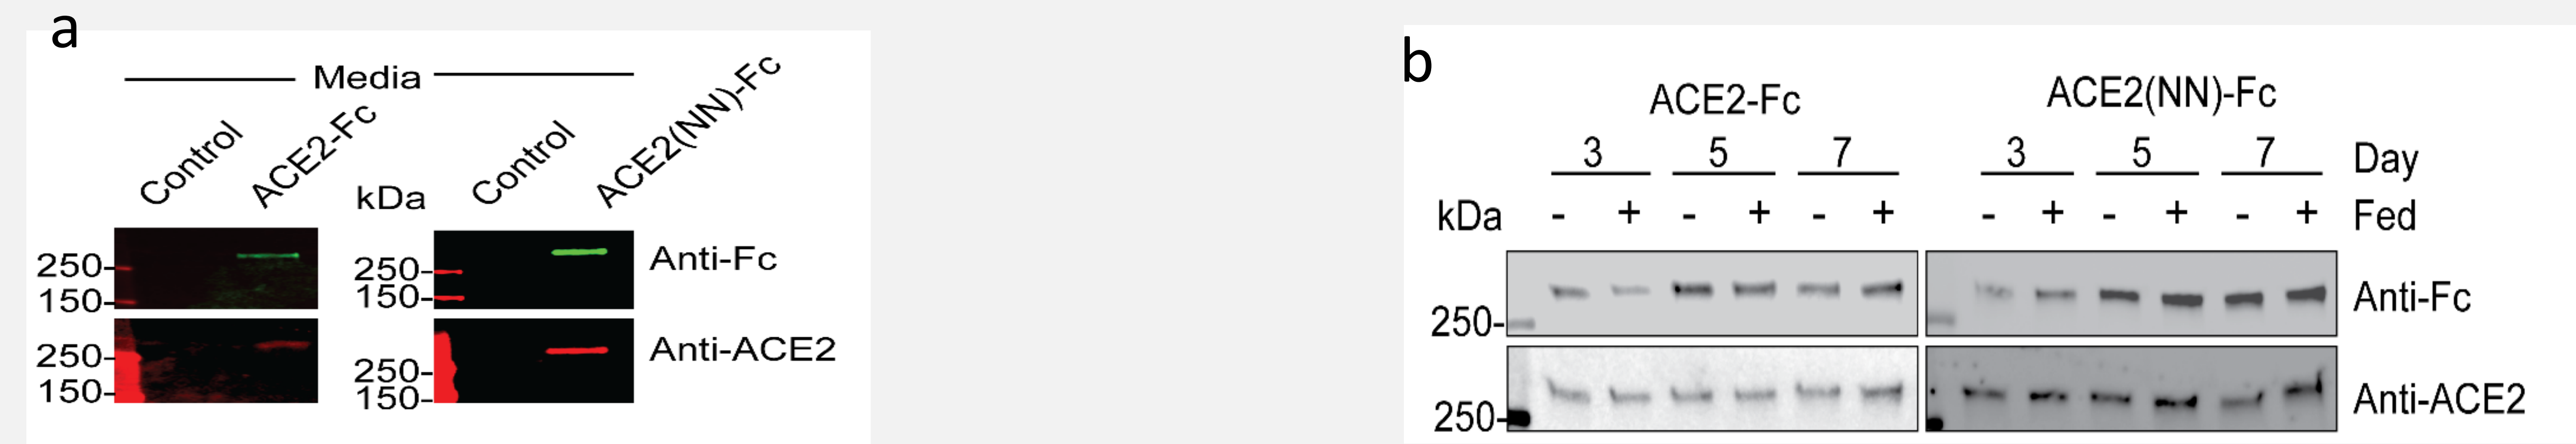 a
Media
Control
ACE2-Fc
kDa
Control
ACE2(NN)-Fc
250-
150-
250-
150-
Anti-Fc
250-
150-
250-
150-
Anti-ACE2
b
ACE2-Fc
ACE2(NN)-Fc
3 5 7 3 5 7 Day
kDa - + - + - + - + - + - + Fed
250-
Anti-Fc
250-
Anti-ACE2